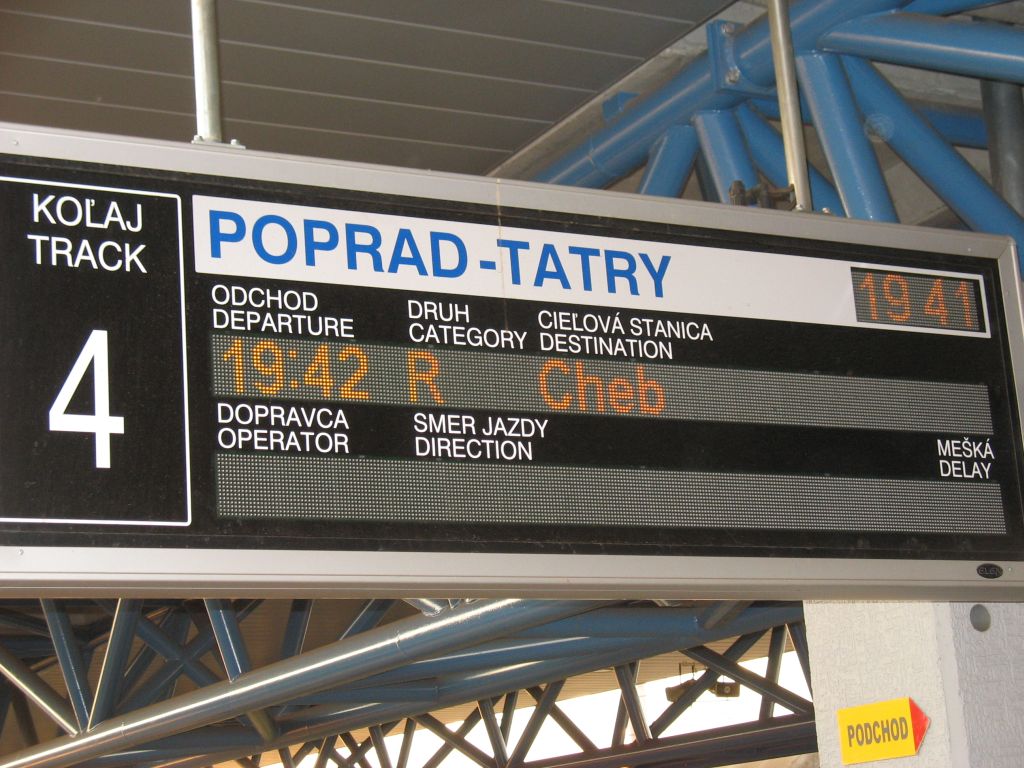 KOĽAJ
TRACK
4
POPRAD-TATRY
19 41
ODCHOD
DEPARTURE
DRUH
CATEGORY
CIEĽOVÁ STANICA
DESTINATION
19:42 R Cheb
DOPRAVCA
OPERATOR
SMER JAZDY
DIRECTION
MEŠKÁ
DELAY
ELEN
PODCHOD